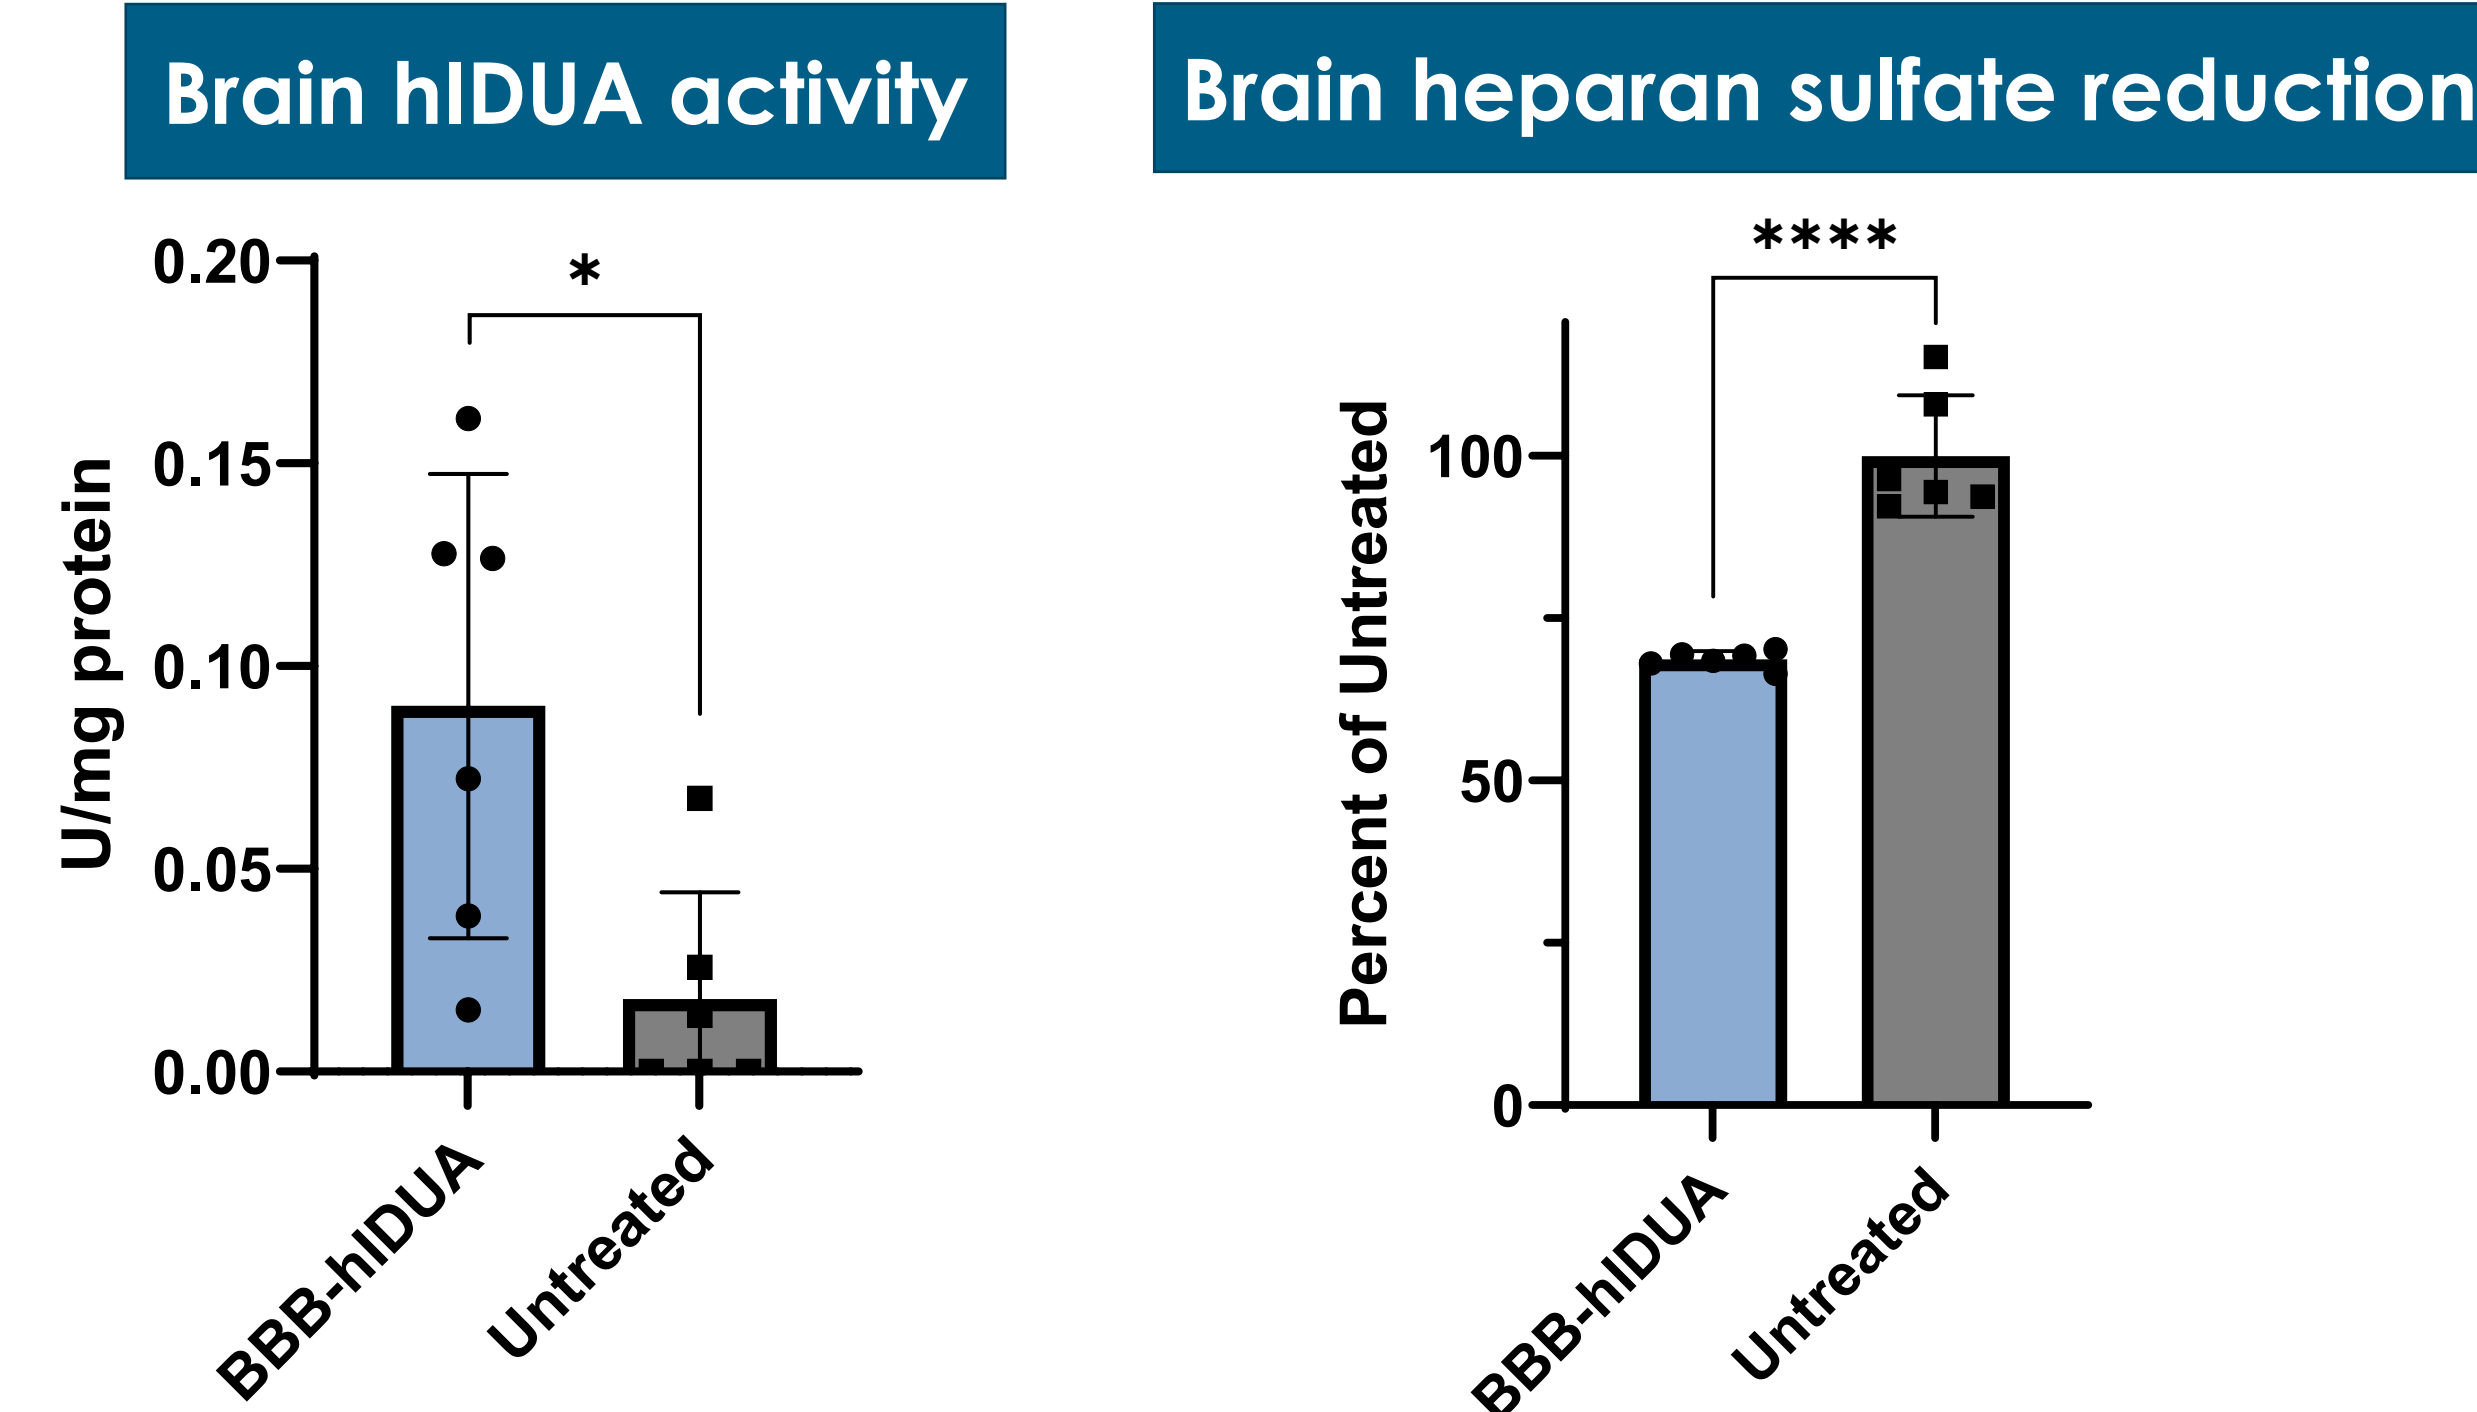 Brain hIDUA activity
U/mg protein
0.20
0.15
0.10
0.05
0.00
*
BBB-hIDUA
Untreated
Brain heparan sulfate reduction
Percent of Untreated
100
50
0
****
BBB-hIDUA
Untreated